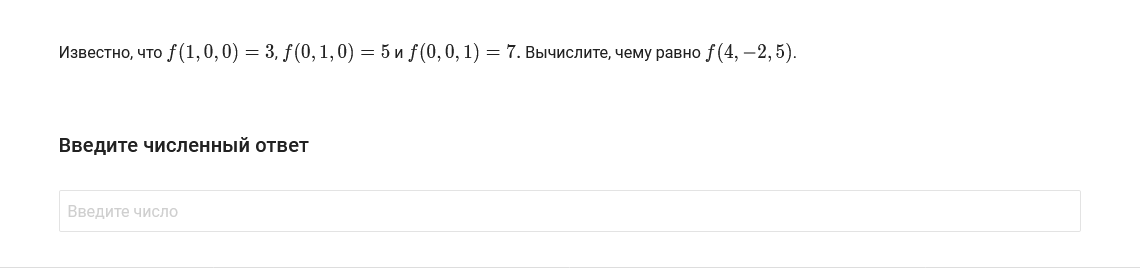 Известно, что f(1, 0, 0) = 3, f(0, 1, 0) = 5 и f(0, 0, 1) = 7. Вычислите, чему равно f(4, −2, 5).
Введите численный ответ
Введите число